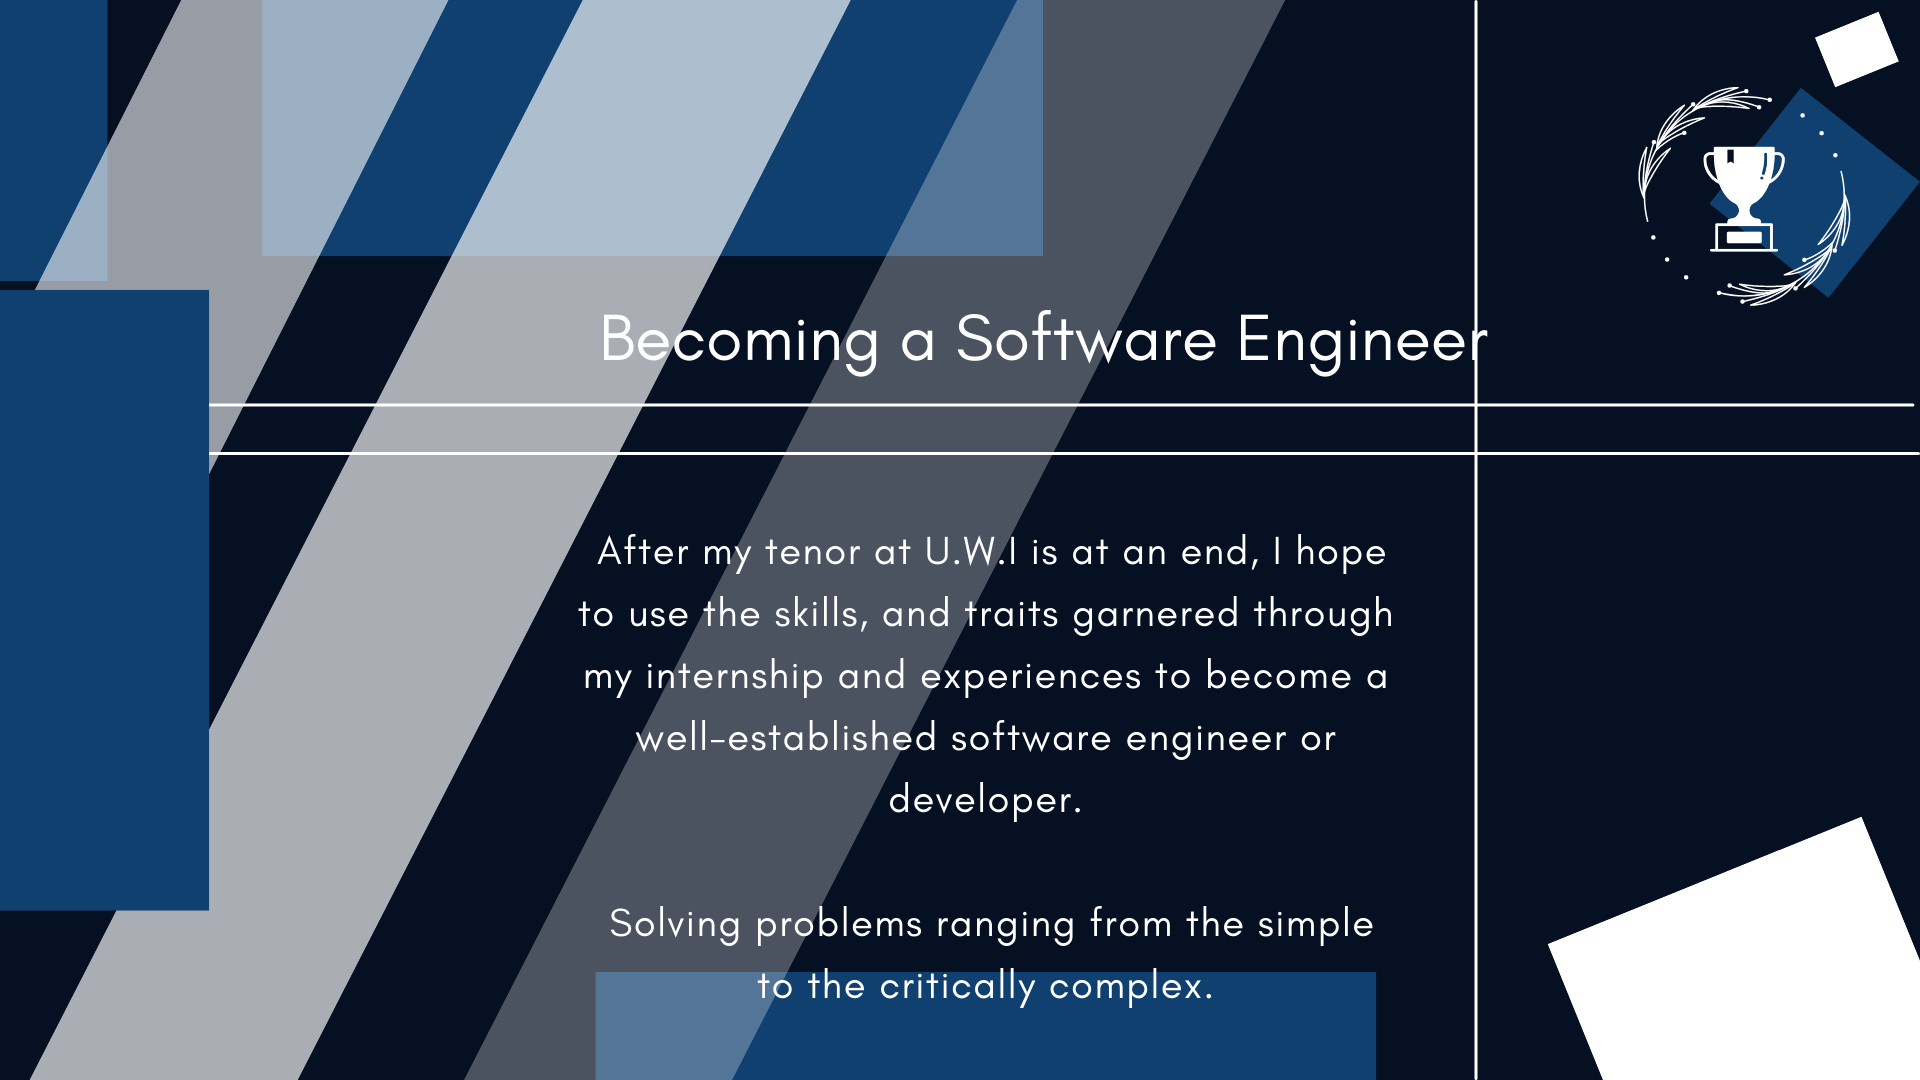 Becoming a Software Engineer
After my tenor at U.W.I is at an end, I hope
to use the skills, and traits garnered through
my internship and experiences to become a
well-established software engineer or
developer.
Solving problems ranging from the simple
to the critically complex.